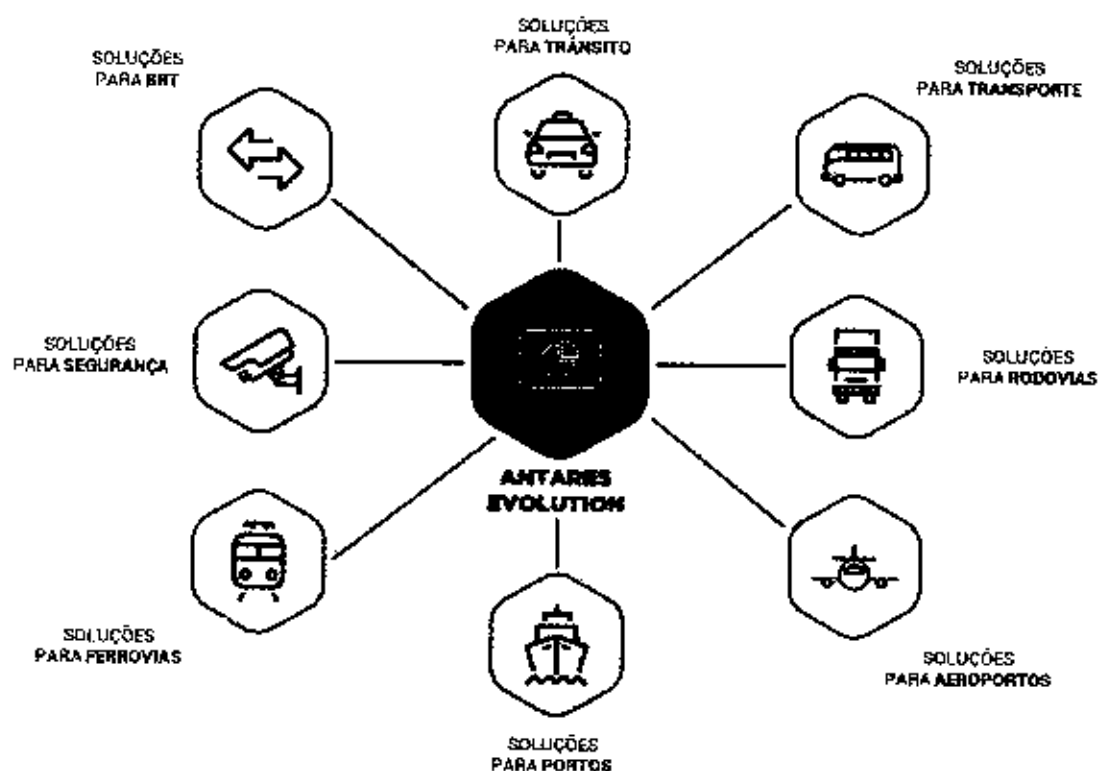 SOLUÇÕES
PARA TRÂNSITO
SOLUÇÕES
PARA BRT
SOLUÇÕES
PARA TRANSPORTE
SOLUÇÕES
PARA SEGURANÇA
SOLUÇÕES
PARA RODOVIAS
ANTARES
EVOLUTION
SOLUÇÕES
PARA FERROVIAS
SOLUÇÕES
PARA AEROPORTOS
SOLUÇÕES
PARA PORTOS